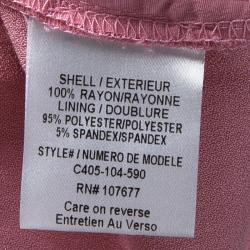 SHELL / EXTERIEUR
100% RAYON/RAYONNE
LINING / DOUBLURE
95% POLYESTER/POLYESTER
5% SPANDEX/SPANDEX
STYLE# / NUMERO DE MODELE
C405-104-590
RN# 107677
Care on reverse
Entretien Au Verso